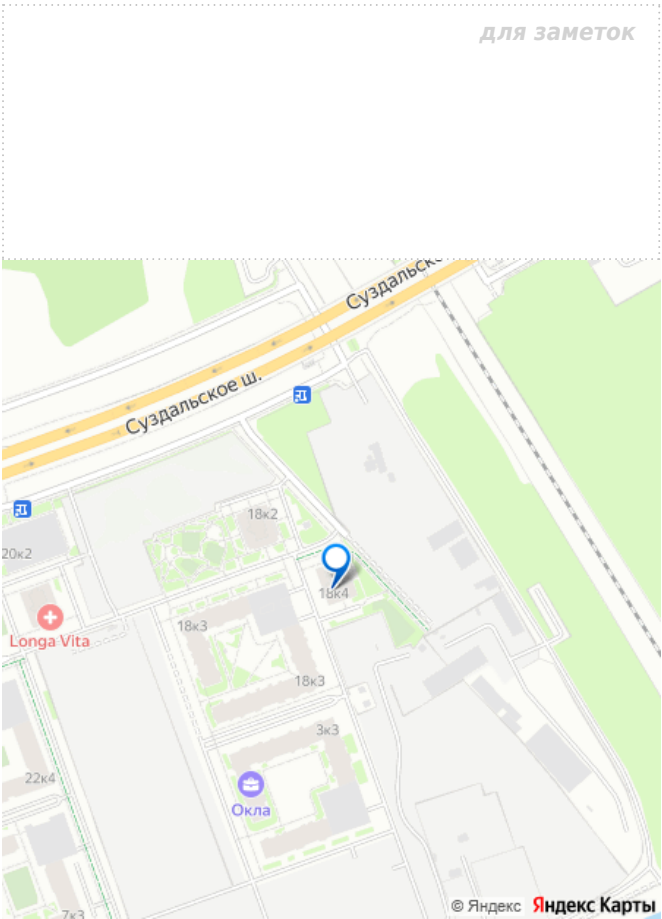 для заметок
Суздальское
Суздальское ш.
18к2
20к2
18к4
Longa Vita
18к3
18к3
3к3
22к4
Окла
7к3
© Яндекс Яндекс Карты